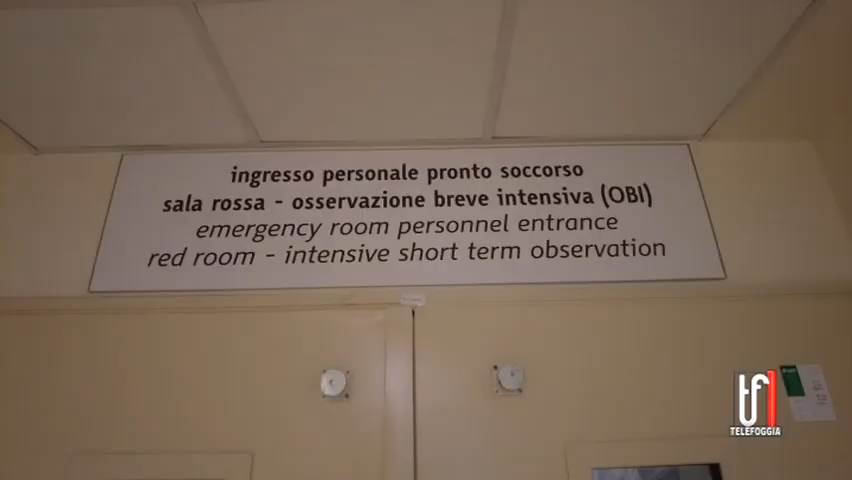 ingresso personale pronto soccorso
sala rossa - osservazione breve intensiva (OBI)
emergency room personnel entrance
red room - intensive short term observation
tf1
TELEFOGGIA